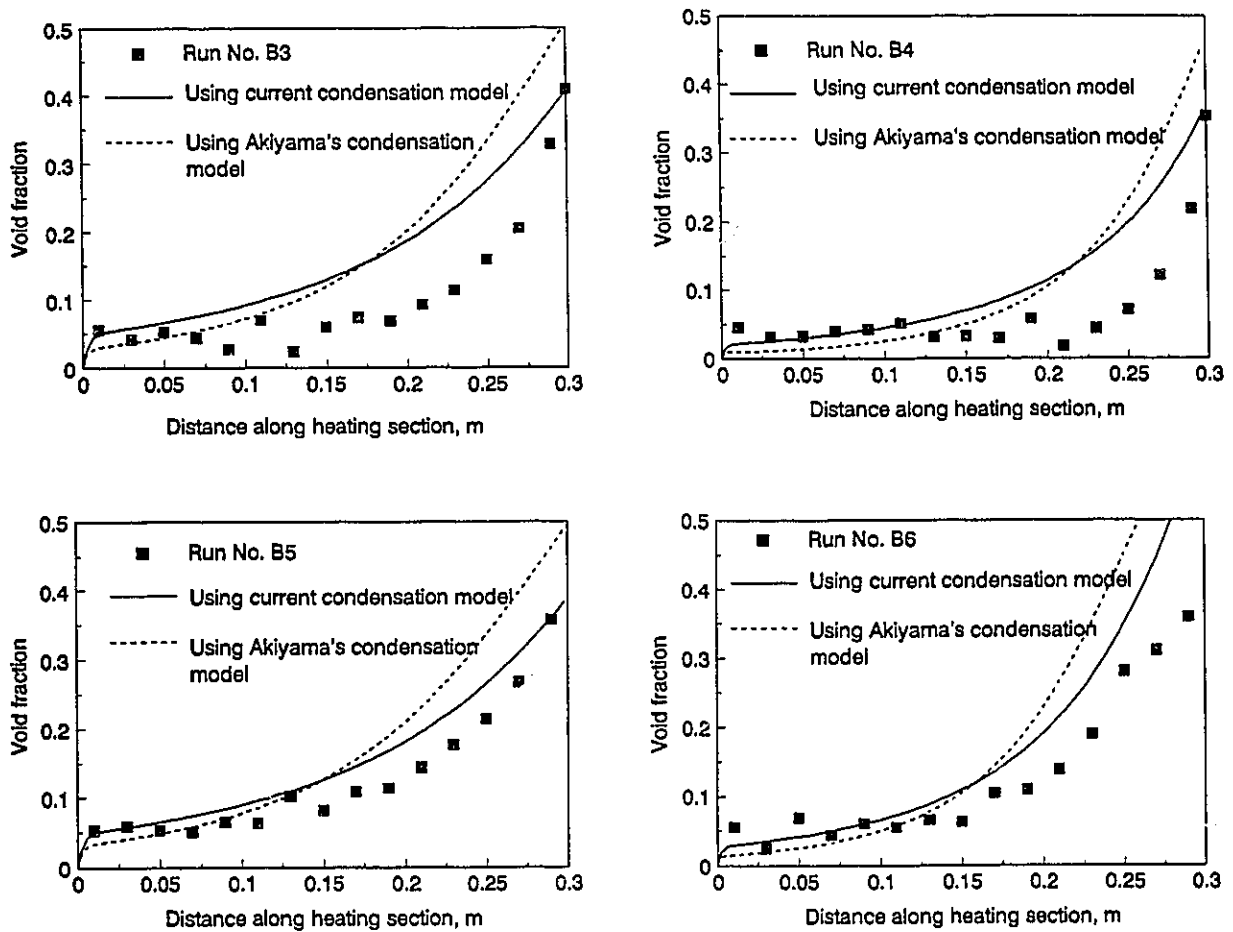 Run No. B3
Using current condensation model
Using Akiyama's condensation
model
Void fraction
0.5
0.4
0.3
0.2
0.1
0
0 0.05 0.1 0.15 0.2 0.25 0.3
Distance along heating section, m
Run No. B4
Using current condensation model
Using Akiyama's condensation
model
Void fraction
0.5
0.4
0.3
0.2
0.1
0
0 0.05 0.1 0.15 0.2 0.25 0.3
Distance along heating section, m
Run No. B5
Using current condensation model
Using Akiyama's condensation
model
Void fraction
0.5
0.4
0.3
0.2
0.1
0
0 0.05 0.1 0.15 0.2 0.25 0.3
Distance along heating section, m
Run No. B6
Using current condensation model
Using Akiyama's condensation
model
Void fraction
0.5
0.4
0.3
0.2
0.1
0
0 0.05 0.1 0.15 0.2 0.25 0.3
Distance along heating section, m